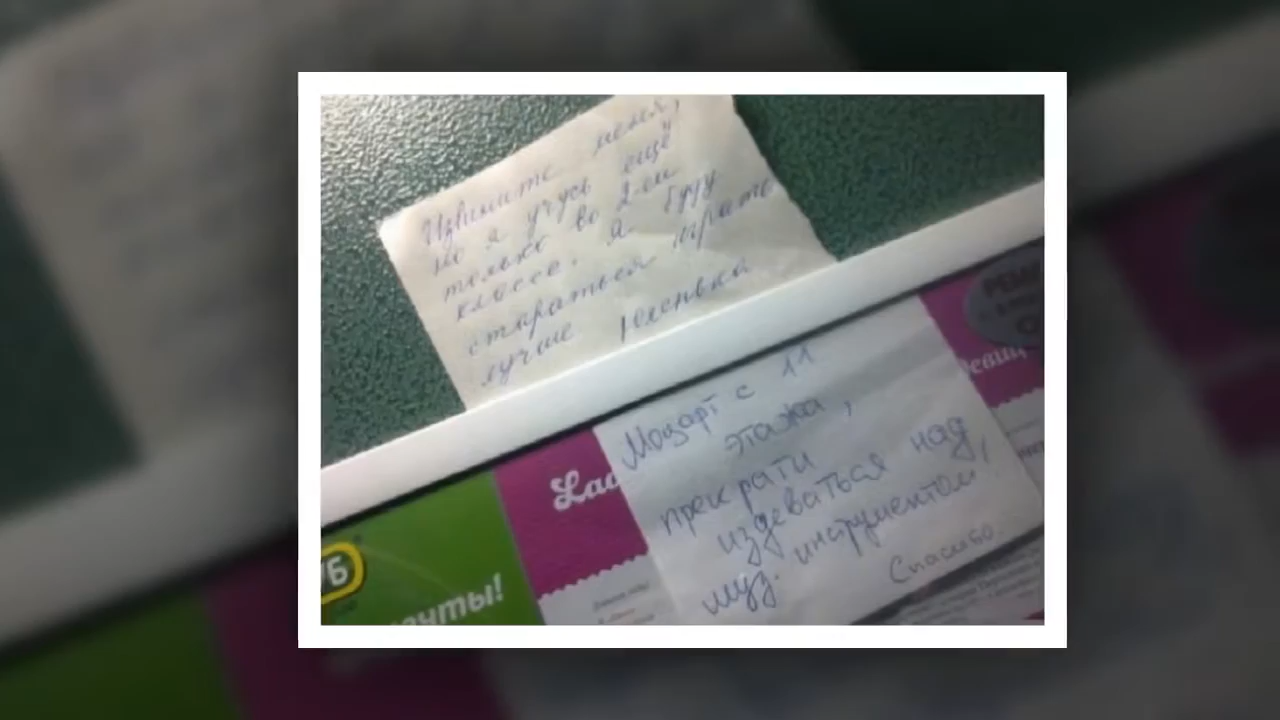 Извините меня,
но я учусь ещё
только во 2-ом
классе. Я буду
стараться играть
лучше Юленька
Моцарт с 11
этажа,
прекрати
издеваться над
муз. инструментом,
Спасибо.